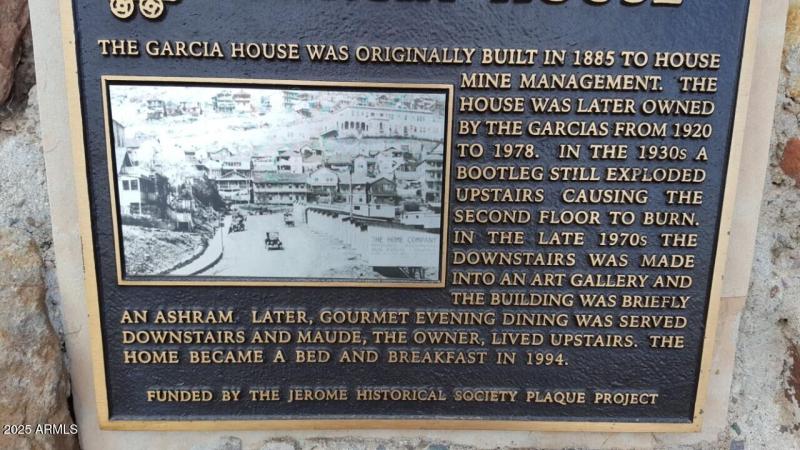 HOUSE
THE GARCIA HOUSE WAS ORIGINALLY BUILT IN 1885 TO HOUSE
MINE MANAGEMENT. THE
HOUSE WAS LATER OWNED
BY THE GARCIAS FROM 1920
TO 1978. IN THE 1930s A
BOOTLEG STILL EXPLODED
UPSTAIRS CAUSING THE
SECOND FLOOR TO BURN.
IN THE LATE 1970s THE
DOWNSTAIRS WAS MADE
INTO AN ART GALLERY AND
THE BUILDING WAS BRIEFLY
AN ASHRAM. LATER, GOURMET EVENING DINING WAS SERVED
DOWNSTAIRS AND MAUDE, THE OWNER, LIVED UPSTAIRS. THE
HOME BECAME A BED AND BREAKFAST IN 1994.
THE HOME COMPANY
FUNDED BY THE JEROME HISTORICAL SOCIETY PLAQUE PROJECT
2025 ARMLS